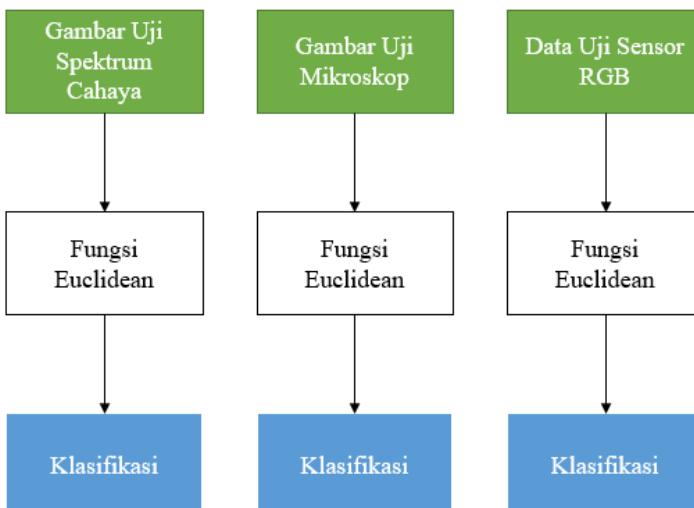 Gambar Uji
Spektrum
Cahaya
Gambar Uji
Mikroskop
Data Uji Sensor
RGB
Fungsi
Euclidean
Fungsi
Euclidean
Fungsi
Euclidean
Klasifikasi
Klasifikasi
Klasifikasi